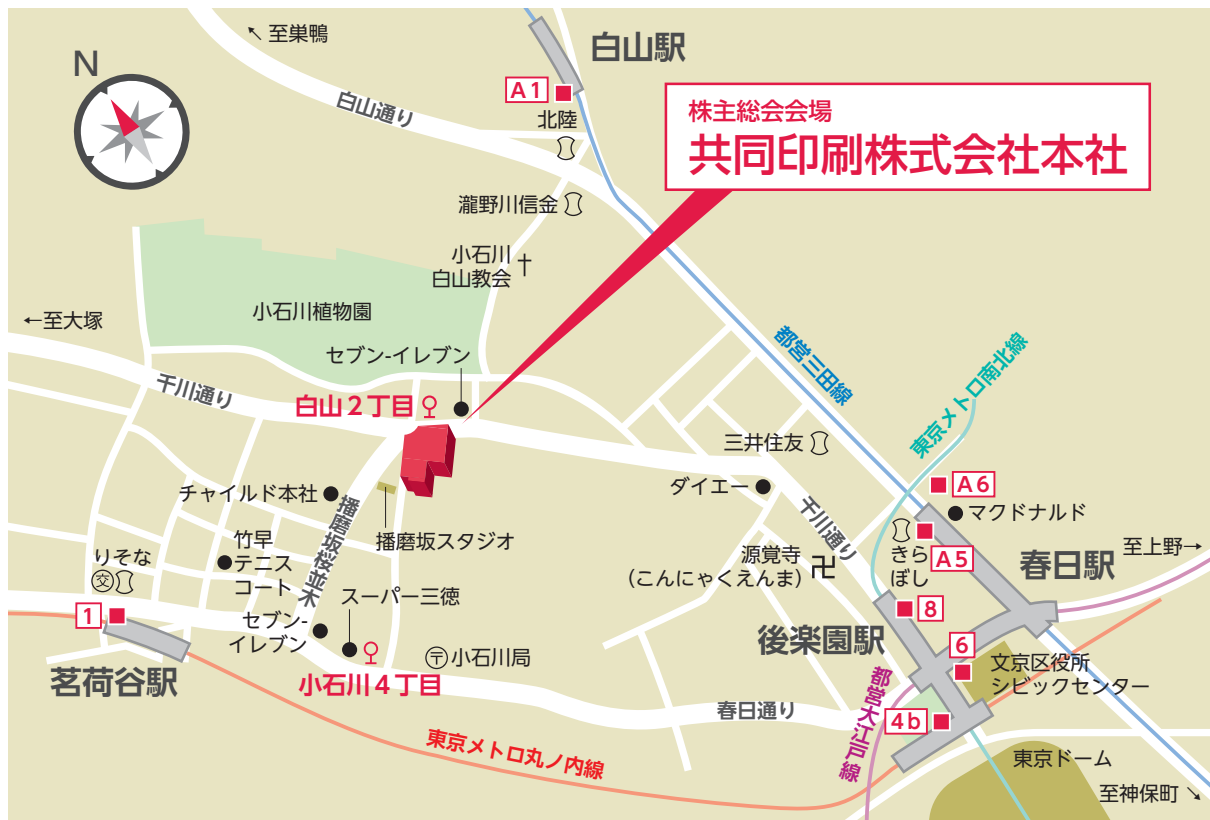 N
↖ 至巣鴨
白山駅
A1
北陸
白山通り
株主総会会場
共同印刷株式会社本社
瀧野川信金
小石川
白山教会
小石川植物園
←至大塚
セブン-イレブン
千川通り
白山2丁目
都営三田線
東京メトロ南北線
三井住友
ダイエー
A6
マクドナルド
チャイルド本社
播磨坂桜並木
播磨坂スタジオ
千川通り
きら
ぼし
A5
春日駅
至上野→
竹早
テニス
コート
りそな
交
源覚寺
(こんにゃくえんま)
卍
1
セブン-
イレブン
スーパー三徳
8
後楽園駅
6
文京区役所
シビックセンター
茗荷谷駅
小石川4丁目
〒小石川局
春日通り
都営大江戸線
4b
東京メトロ丸ノ内線
東京ドーム
至神保町 ↘